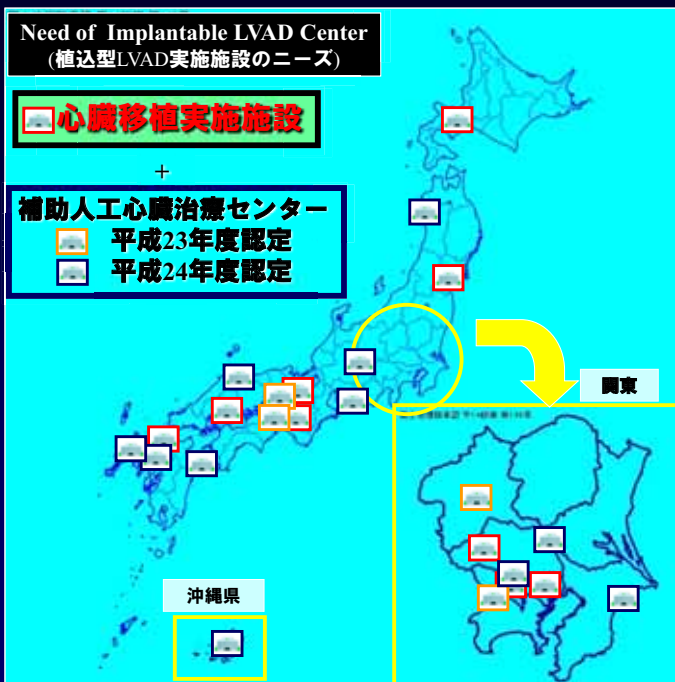 Need of Implantable LVAD Center
(植込型LVAD実施施設のニーズ)
心臓移植実施施設
+
補助人工心臓治療センター
平成23年度認定
平成24年度認定
関東
沖縄県